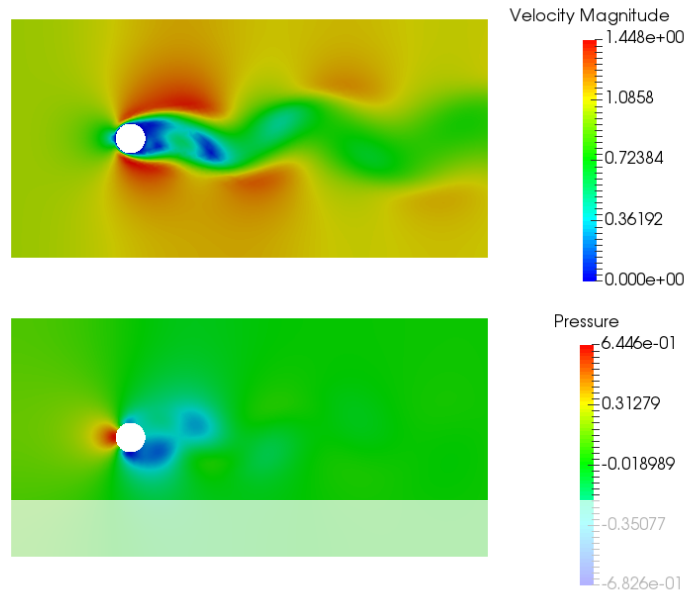 Velocity Magnitude
1.448e+00
1.0858
0.72384
0.36192
0.000e+00
Pressure
6.446e-01
0.31279
-0.018989
-0.35077
-6.826e-01